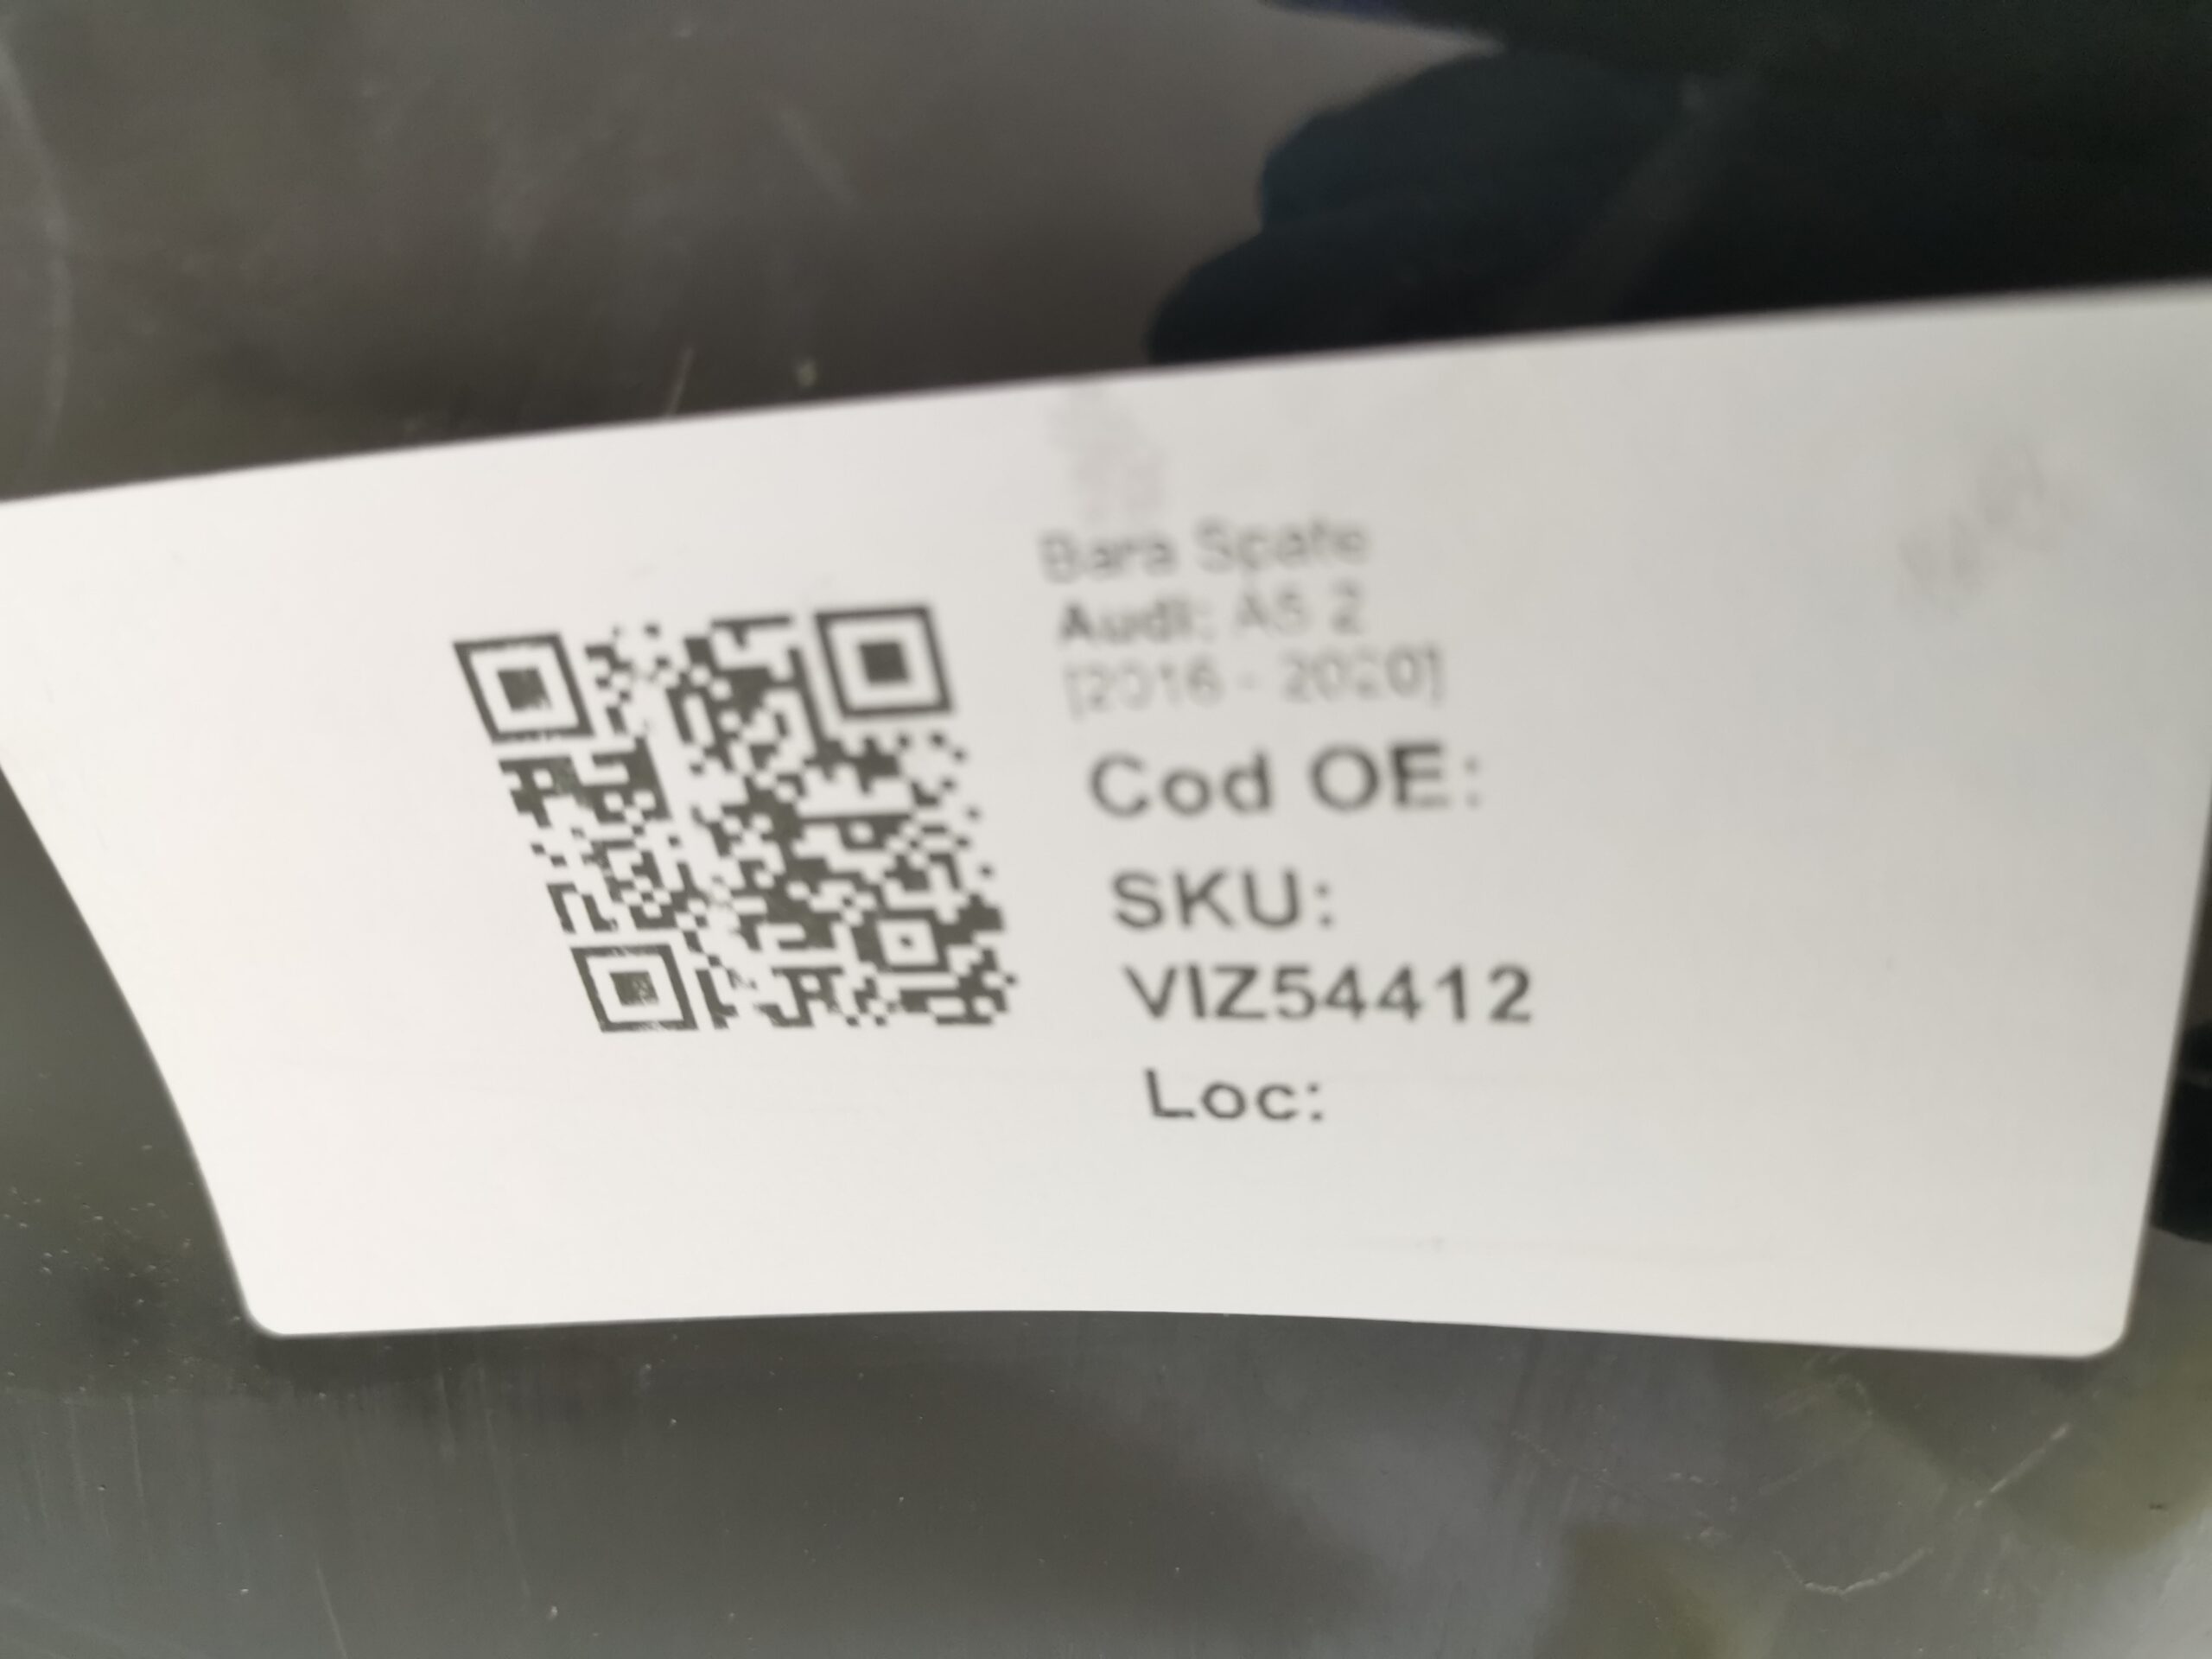 Bara Spate
Audi: A5 2
[2016 - 2020]
Cod OE:
SKU:
VIZ54412
Loc: